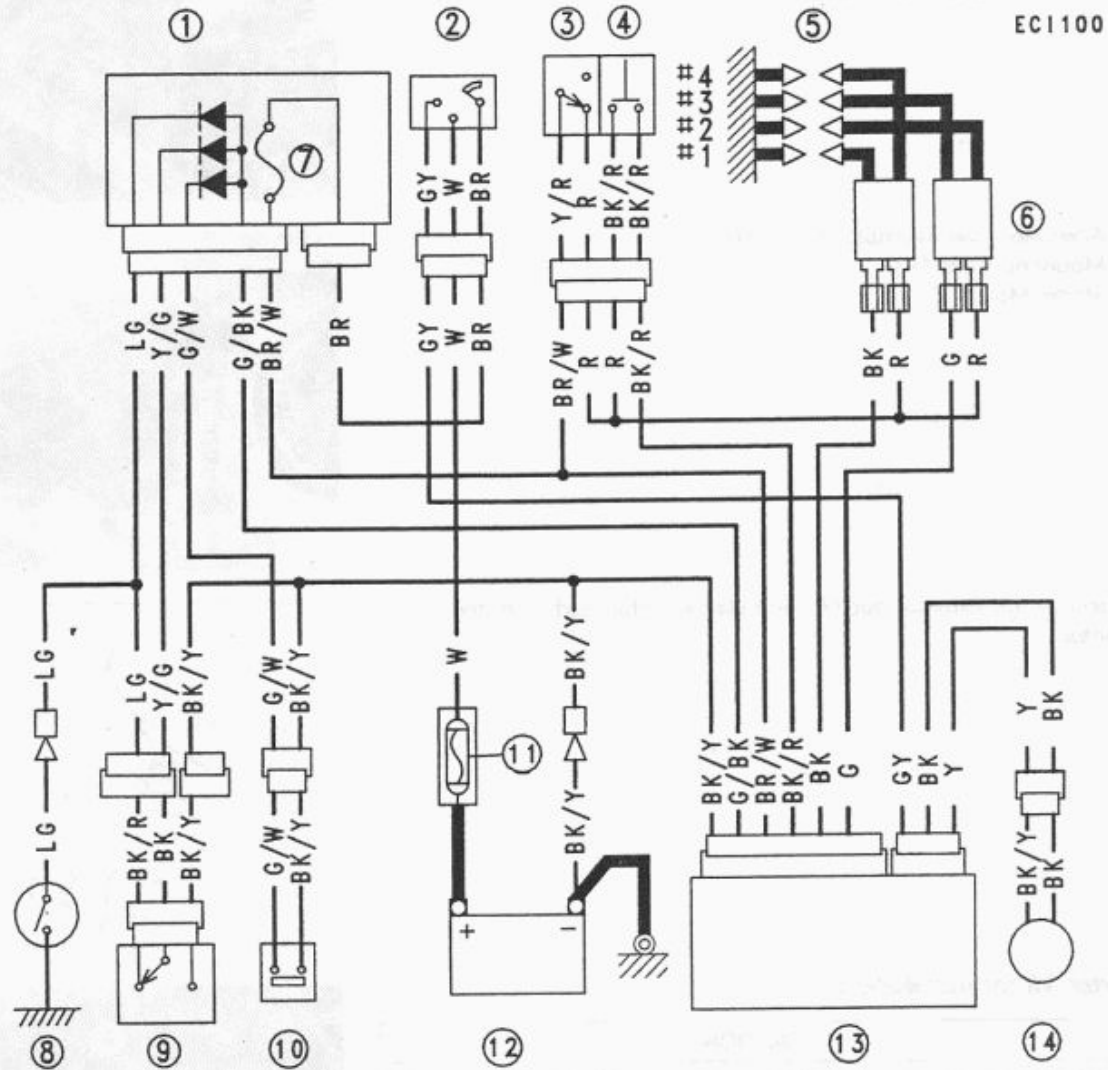 ① ② ③ ④ ⑤ ECI100
#4
#3
#2
#1
⑦
⑥
GY W BR
Y/R R BK/R BK/R
LG Y/G G/W G/BK BR/W BR
GY W BR
BR/W R R BK/R
BK R G R
LG
LG Y/G BK/Y
G/W BK/Y
W
BK/Y
Y BK
⑪
BK/Y G/BK BR/W BK/R BK G GY BK Y
LG
BK/R BK BK/Y
G/W BK/Y
BK/Y
BK/Y BK
+ −
⑧ ⑨ ⑩ ⑫ ⑬ ⑭